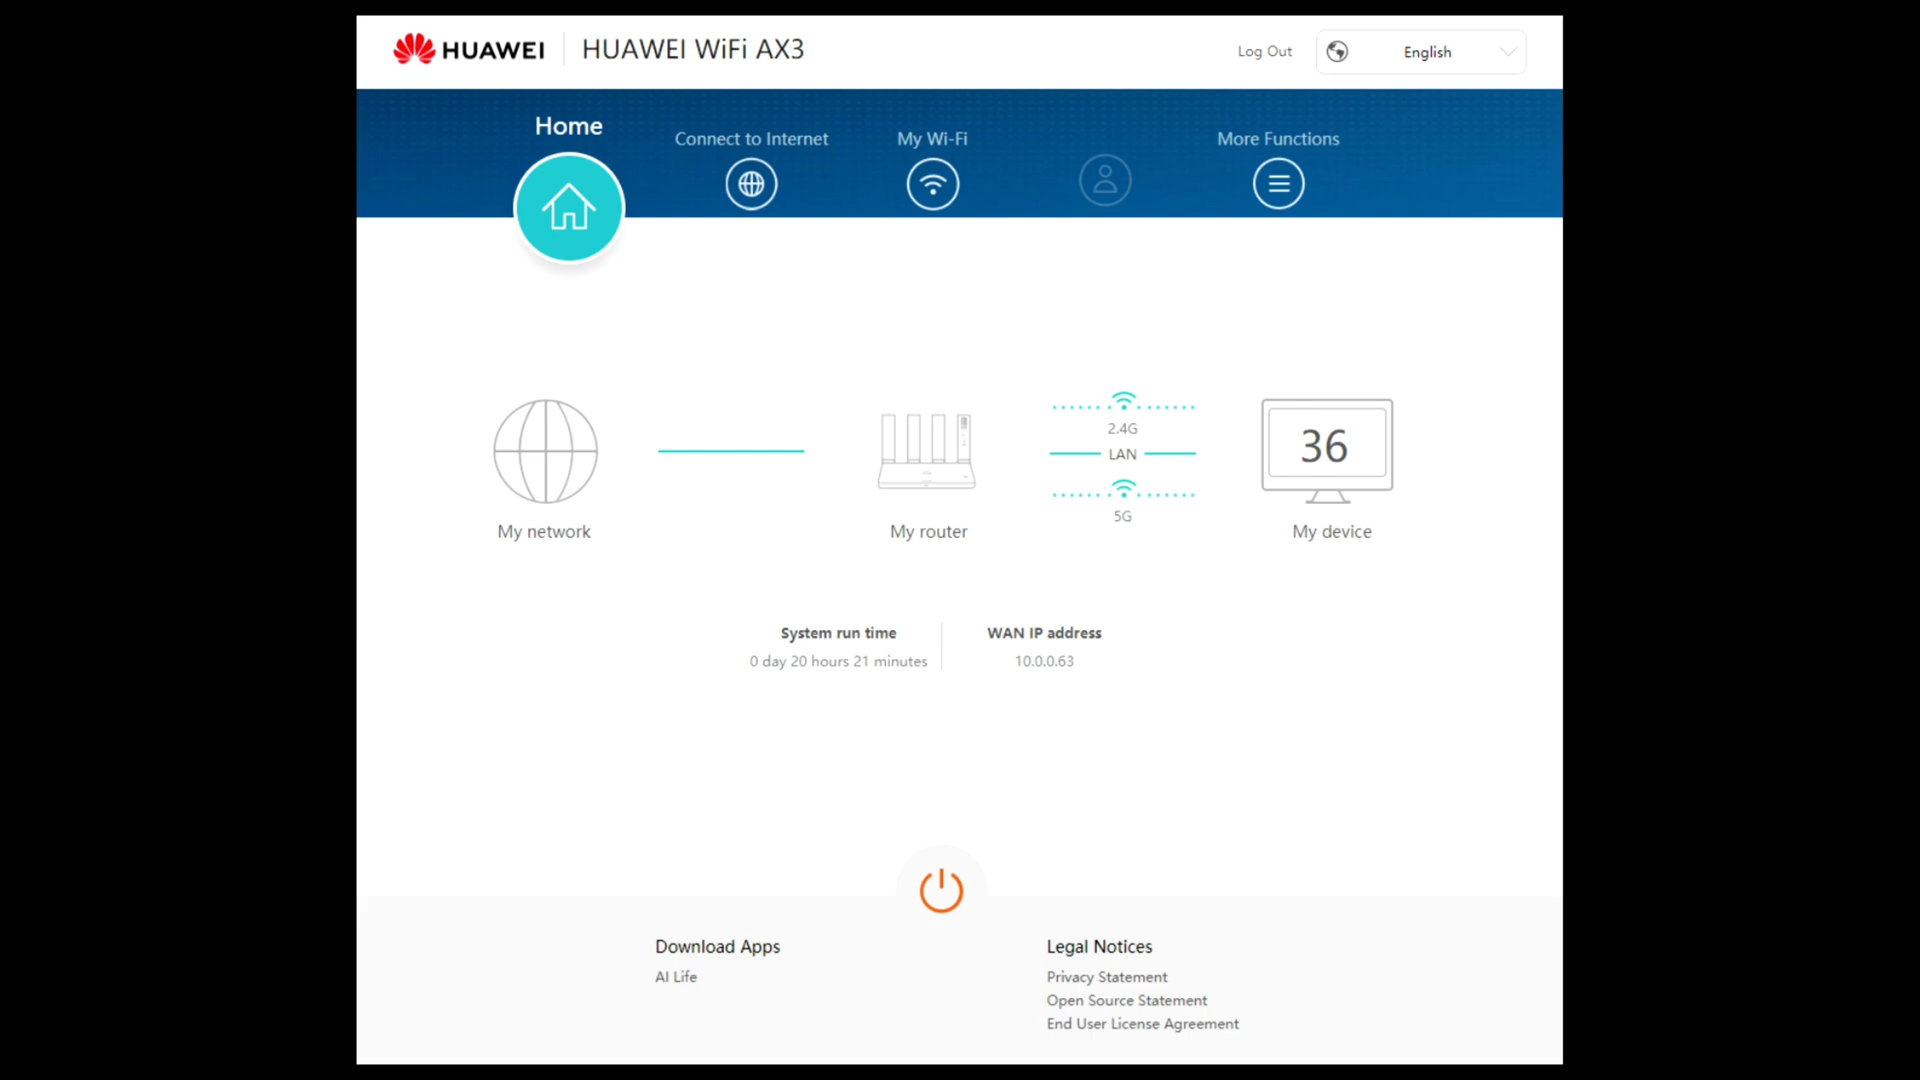 HUAWEI
HUAWEI WiFi AX3
Log Out
English
Home
Connect to Internet
My Wi-Fi
More Functions
2.4G
LAN
5G
36
My network
My router
My device
System run time
WAN IP address
0 day 20 hours 21 minutes
10.0.0.63
Download Apps
AI Life
Legal Notices
Privacy Statement
Open Source Statement
End User License Agreement